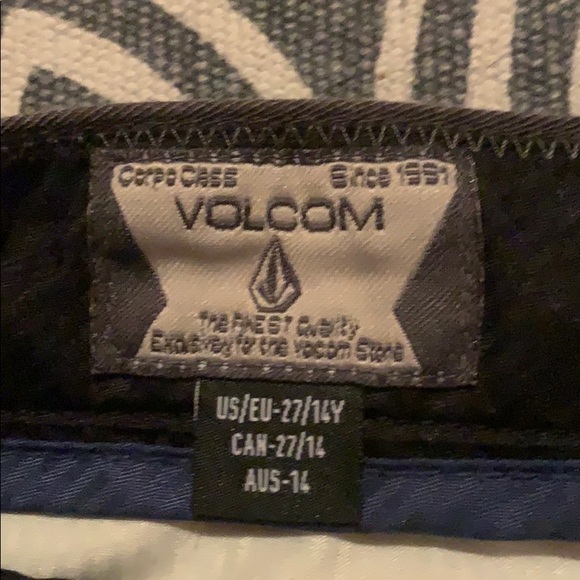 Corpo Class Since 1991
VOLCOM
The FINEST Quality
Exclusively for the Volcom Stone
US/EU-27/14Y
CAN-27/14
AUS-14